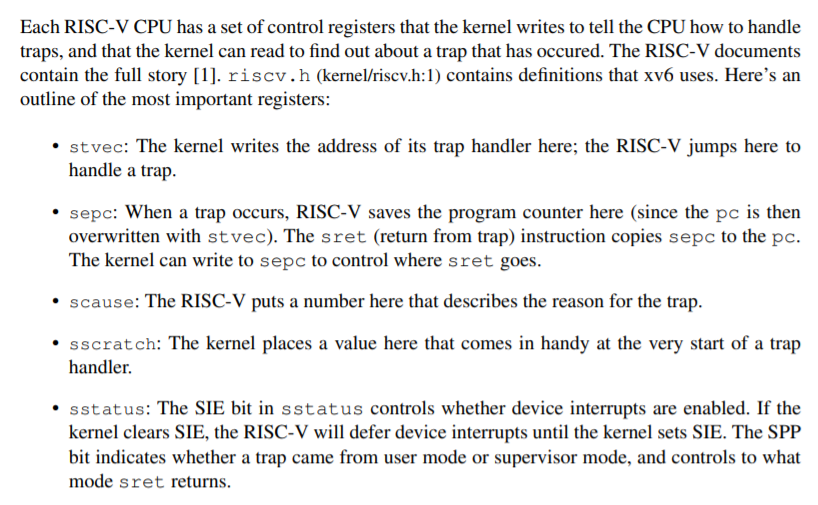 Each RISC-V CPU has a set of control registers that the kernel writes to tell the CPU how to handle
traps, and that the kernel can read to find out about a trap that has occured. The RISC-V documents
contain the full story [1]. riscv.h (kernel/riscv.h:1) contains definitions that xv6 uses. Here’s an
outline of the most important registers:
• stvec: The kernel writes the address of its trap handler here; the RISC-V jumps here to
handle a trap.
• sepc: When a trap occurs, RISC-V saves the program counter here (since the pc is then
overwritten with stvec). The sret (return from trap) instruction copies sepc to the pc.
The kernel can write to sepc to control where sret goes.
• scause: The RISC-V puts a number here that describes the reason for the trap.
• sscratch: The kernel places a value here that comes in handy at the very start of a trap
handler.
• sstatus: The SIE bit in sstatus controls whether device interrupts are enabled. If the
kernel clears SIE, the RISC-V will defer device interrupts until the kernel sets SIE. The SPP
bit indicates whether a trap came from user mode or supervisor mode, and controls to what
mode sret returns.